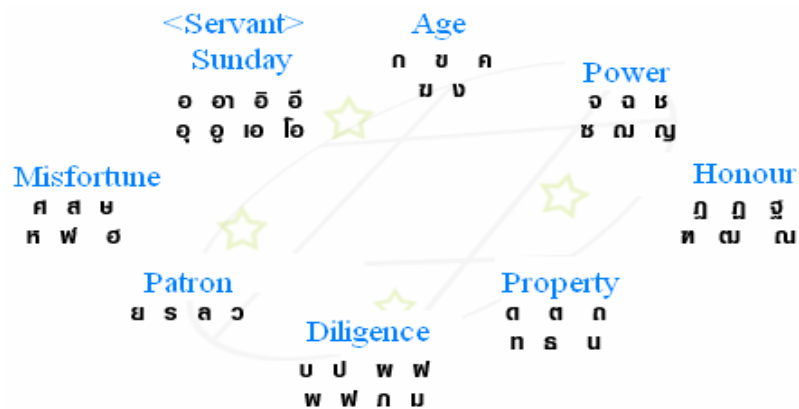 <Servant>
Sunday
อ อา อิ อี
อุ อู เอ โอ
Age
ก ข ค
ฆ ง
Power
จ ฉ ช
ซ ฌ ญ
Misfortune
ศ ส ษ
ห ฬ ฮ
Honour
ฎ ฏ ฐ
ฑ ฒ ณ
Patron
ย ร ล ว
Property
ด ต ถ
ท ธ น
Diligence
บ ป ผ ฝ
พ ฟ ภ ม